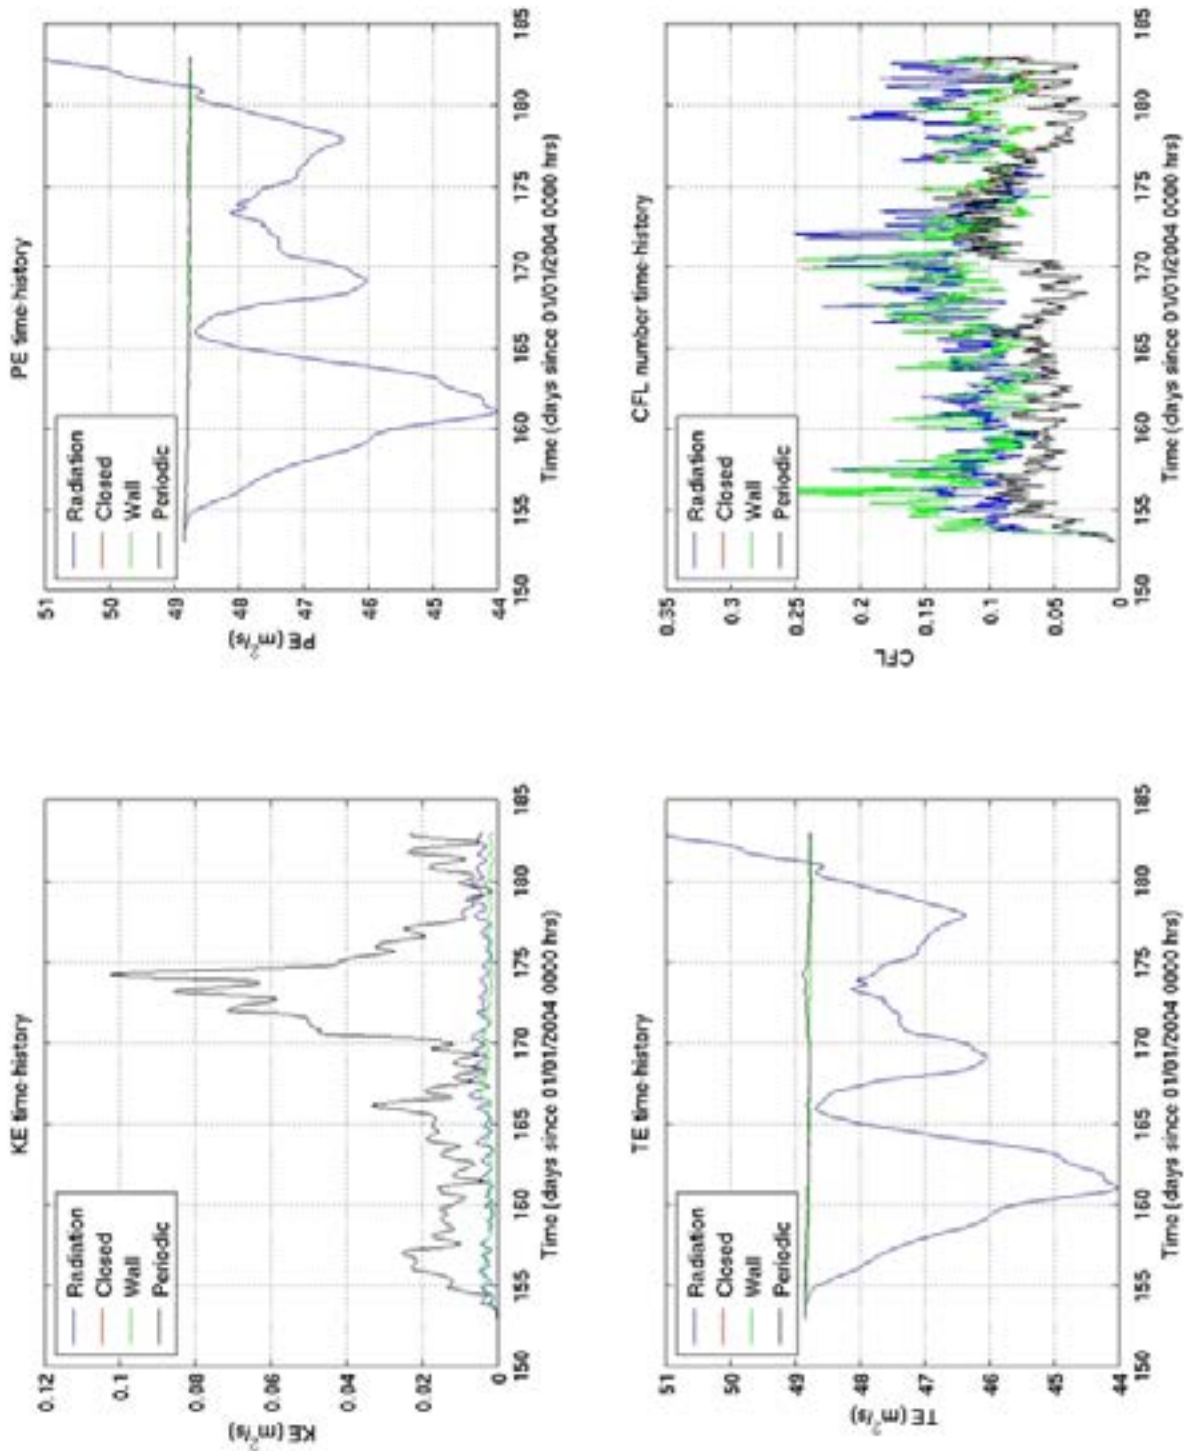 KE time-history
0.12
0.1
0.08
0.06
0.04
0.02
0
KE (m²/s)
Radiation
Closed
Wall
Periodic
150 155 160 165 170 175 180 185
Time (days since 01/01/2004 0000 hrs)
PE time-history
51
50
49
48
47
46
45
44
PE (m²/s)
Radiation
Closed
Wall
Periodic
150 155 160 165 170 175 180 185
Time (days since 01/01/2004 0000 hrs)
TE time-history
51
50
49
48
47
46
45
44
TE (m²/s)
Radiation
Closed
Wall
Periodic
150 155 160 165 170 175 180 185
Time (days since 01/01/2004 0000 hrs)
CFL number time-history
0.35
0.3
0.25
0.2
0.15
0.1
0.05
0
CFL
Radiation
Closed
Wall
Periodic
150 155 160 165 170 175 180 185
Time (days since 01/01/2004 0000 hrs)